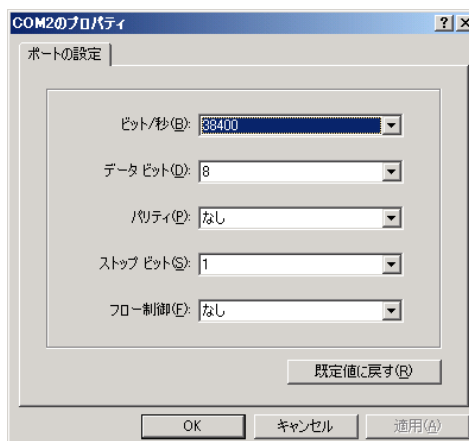 COM2のプロパティ
ポートの設定
ビット/秒(B): 38400
データ ビット(D): 8
パリティ(P): なし
ストップ ビット(S): 1
フロー制御(F): なし
既定値に戻す(R)
OK キャンセル 適用(A)